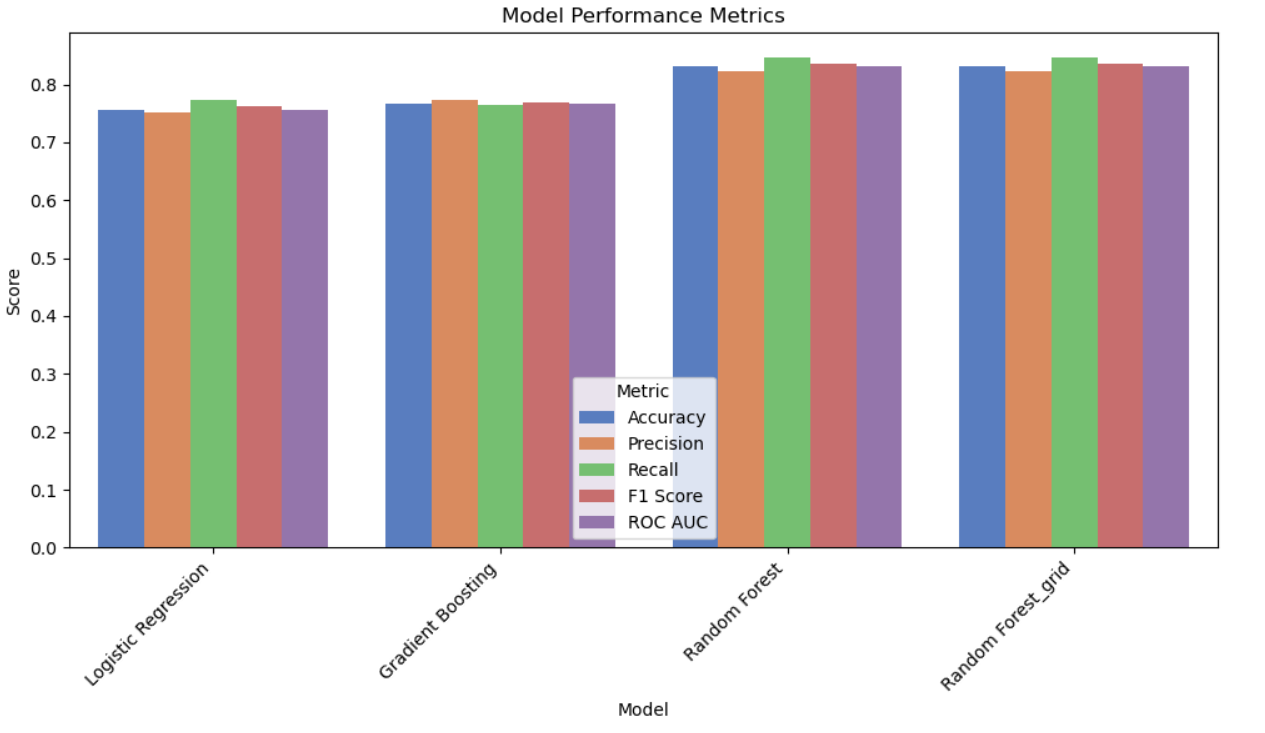 Model Performance Metrics
Score
0.8
0.7
0.6
0.5
0.4
0.3
0.2
0.1
0.0
Metric
Accuracy
Precision
Recall
F1 Score
ROC AUC
Logistic Regression
Gradient Boosting
Random Forest
Random Forest_grid
Model